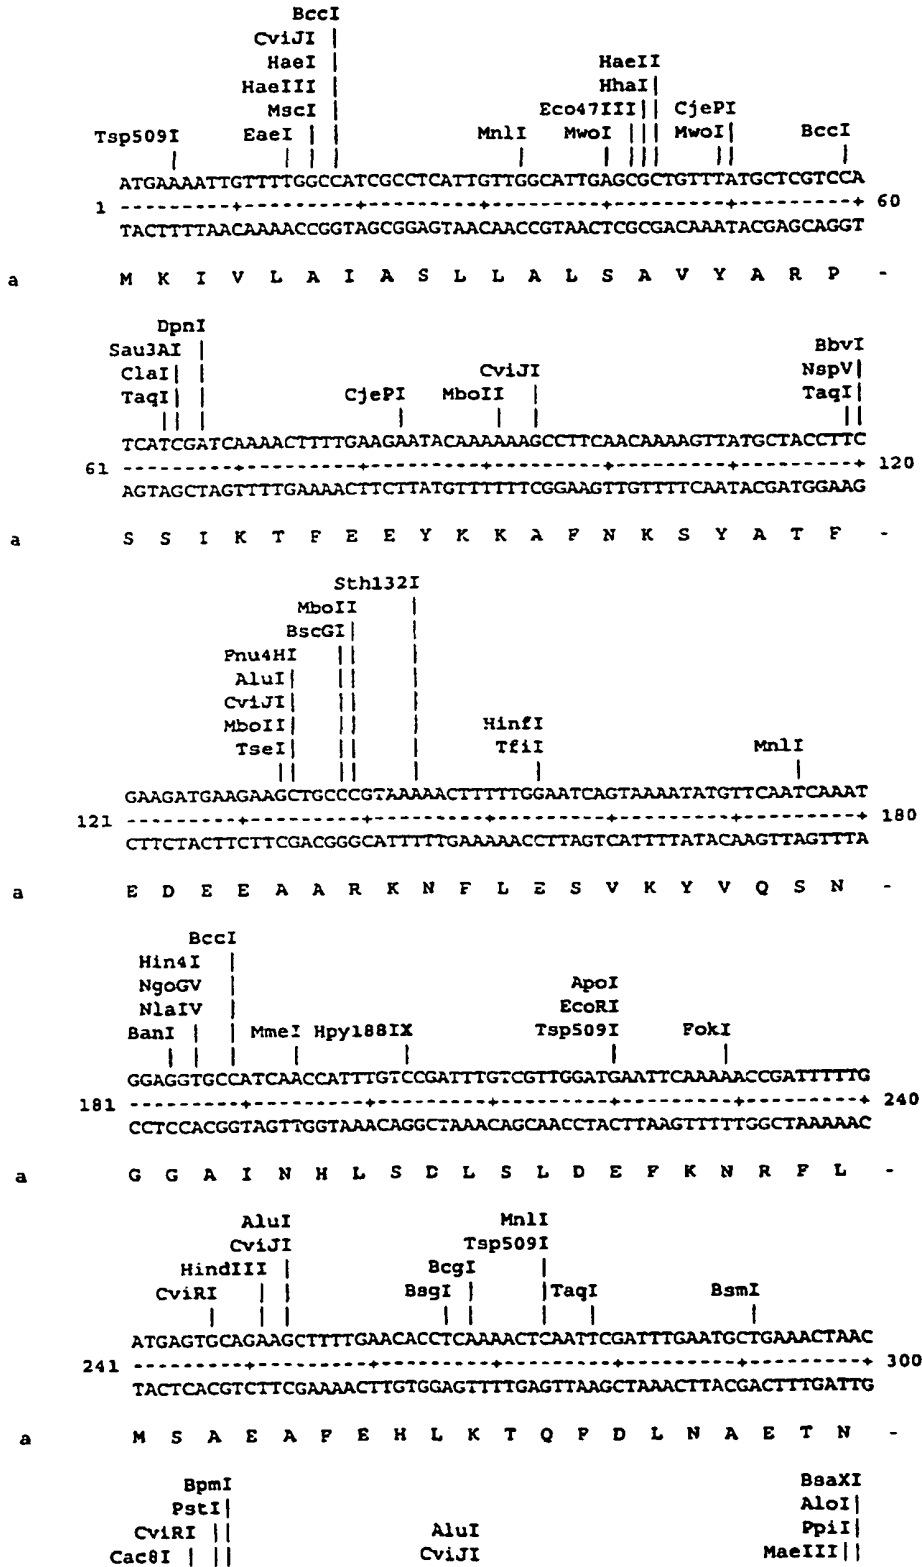 BccI
CviJI |
HaeI |
HaeIII | HaeII
MscI | HhaI|
Eco47III|| CjePI
Tsp509I EaeI | | MnlI MwoI ||| MwoI| BccI
ATGAAAATTGTTTTGGCCATCGCCTCATTGTTGGCATTGAGCGCTGTTTATGCTCGTCCA
1 ---------+---------+---------+---------+---------+---------+ 60
TACTTTTAACAAAACCGGTAGCGGAGTAACAACCGTAACTCGCGACAAATACGAGCAGGT
a M K I V L A I A S L L A L S A V Y A R P -
DpnI
Sau3AI |
ClaI| |
TaqI| |
CviJI
CjePI MboII |
BbvI
NspV|
TaqI|
TCATCGATCAAAACTTTTGAAGAATACAAAAAAGCCTTCAACAAAAGTTATGCTACCTTC
61 ---------+---------+---------+---------+---------+---------+ 120
AGTAGCTAGTTTTGAAAACTTCTTATGTTTTTTCGGAAGTTGTTTTCAATACGATGGAAG
a S S I K T F E E Y K K A F N K S Y A T F -
Sth132I
MboII |
BscGI| |
Fnu4HI || |
AluI| || |
CviJI| || |
MboII| || | HinfI
TseI| || | TfiI MnlI
GAAGATGAAGAAGCTGCCCGTAAAAACTTTTTGGAATCAGTAAAATATGTTCAATCAAAT
121 ---------+---------+---------+---------+---------+---------+ 180
CTTCTACTTCTTCGACGGGCATTTTTGAAAAACCTTAGTCATTTTATACAAGTTAGTTTA
a E D E E A A R K N F L E S V K Y V Q S N -
BccI
Hin4I |
NgoGV | ApoI
NlaIV | EcoRI
BanI | | MmeI Hpy188IX Tsp509I FokI
GGAGGTGCCATCAACCATTTGTCCGATTTGTCGTTGGATGAATTCAAAAACCGATTTTTG
181 ---------+---------+---------+---------+---------+---------+ 240
CCTCCACGGTAGTTGGTAAACAGGCTAAACAGCAACCTACTTAAGTTTTTGGCTAAAAAC
a G G A I N H L S D L S L D E F K N R F L -
AluI MnlI
CviJI Tsp509I
HindIII | BcgI |
CviRI | | BsgI | |TaqI BsmI
ATGAGTGCAGAAGCTTTTGAACACCTCAAAACTCAATTCGATTTGAATGCTGAAACTAAC
241 ---------+---------+---------+---------+---------+---------+ 300
TACTCACGTCTTCGAAAACTTGTGGAGTTTTGAGTTAAGCTAAACTTACGACTTTGATTG
a M S A E A F E H L K T Q F D L N A E T N -
BpmI BsaXI
PstI| AloI|
CviRI || AluI PpiI|
Cac8I | || CviJI MaeIII||